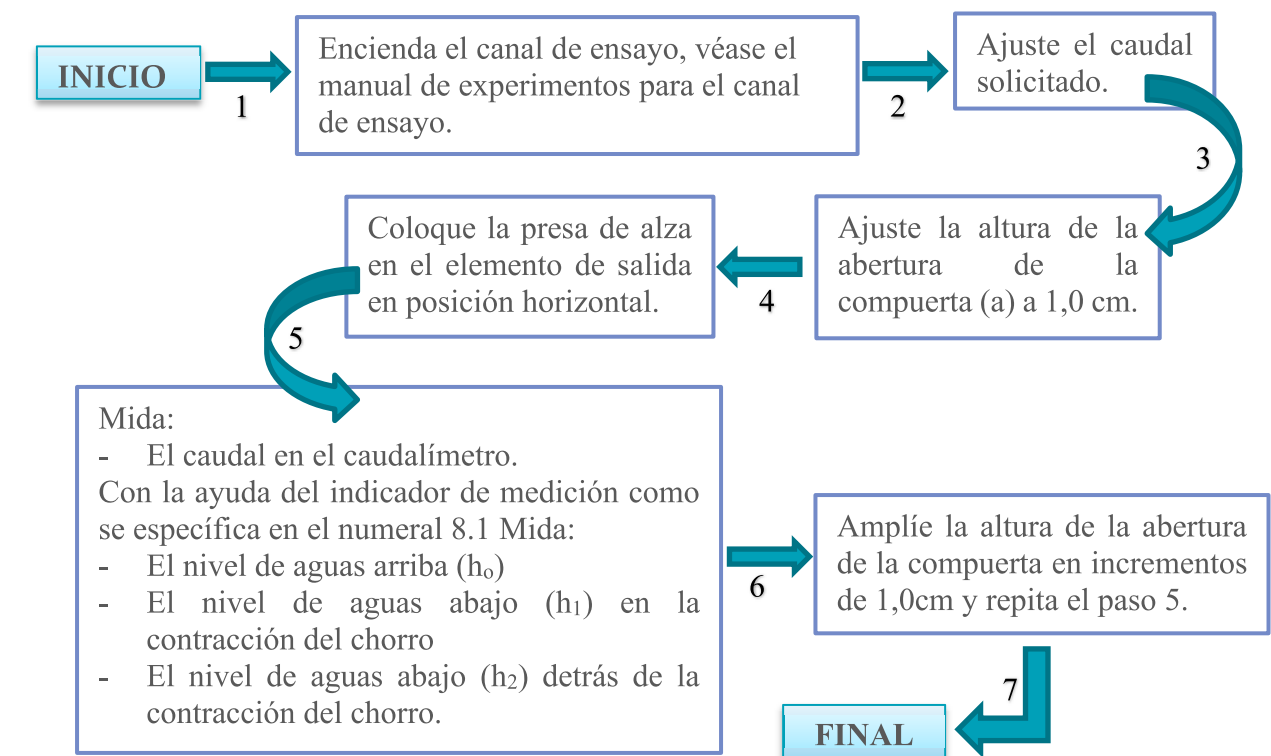 INICIO
1
Encienda el canal de ensayo, véase el
manual de experimentos para el canal
de ensayo.
2
Ajuste el caudal
solicitado.
3
Ajuste la altura de la
abertura de la
compuerta (a) a 1,0 cm.
4
Coloque la presa de alza
en el elemento de salida
en posición horizontal.
5
Mida:
- El caudal en el caudalímetro.
Con la ayuda del indicador de medición como
se específica en el numeral 8.1 Mida:
- El nivel de aguas arriba (ho)
- El nivel de aguas abajo (h1) en la
contracción del chorro
- El nivel de aguas abajo (h2) detrás de la
contracción del chorro.
6
Amplíe la altura de la abertura
de la compuerta en incrementos
de 1,0cm y repita el paso 5.
7
FINAL